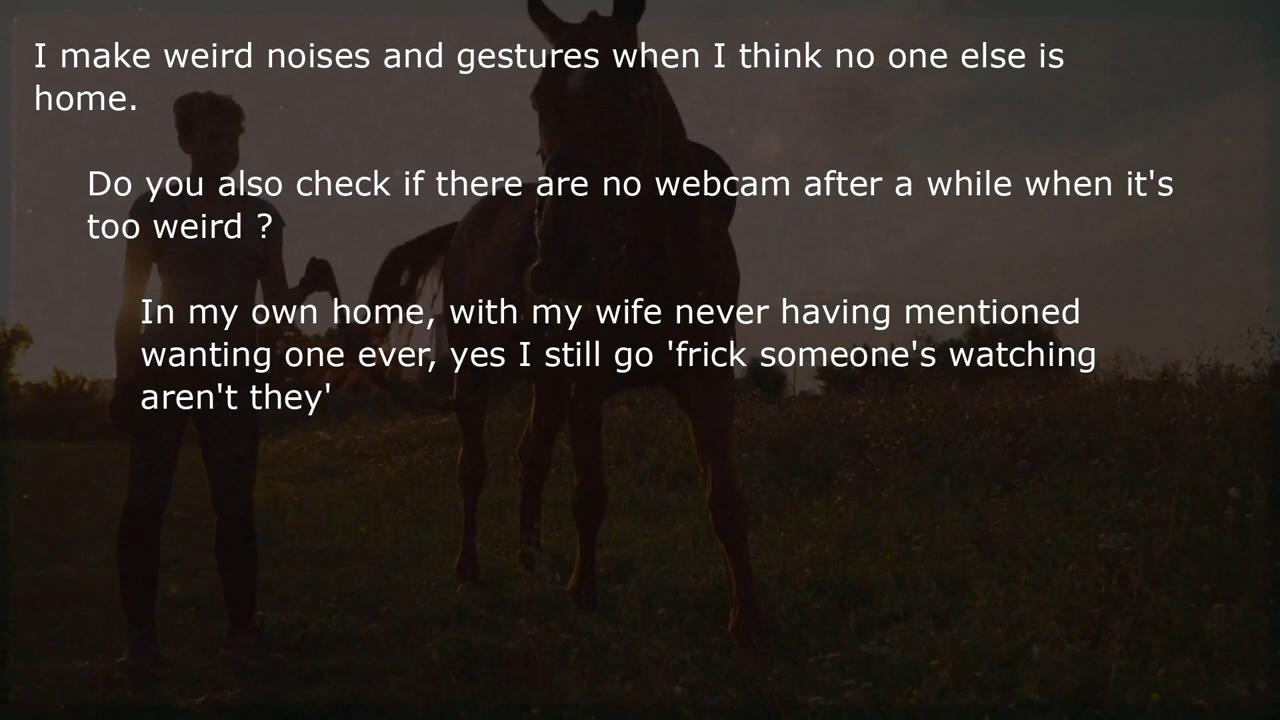 I make weird noises and gestures when I think no one else is
home.
Do you also check if there are no webcam after a while when it's
too weird ?
In my own home, with my wife never having mentioned
wanting one ever, yes I still go 'frick someone's watching
aren't they'